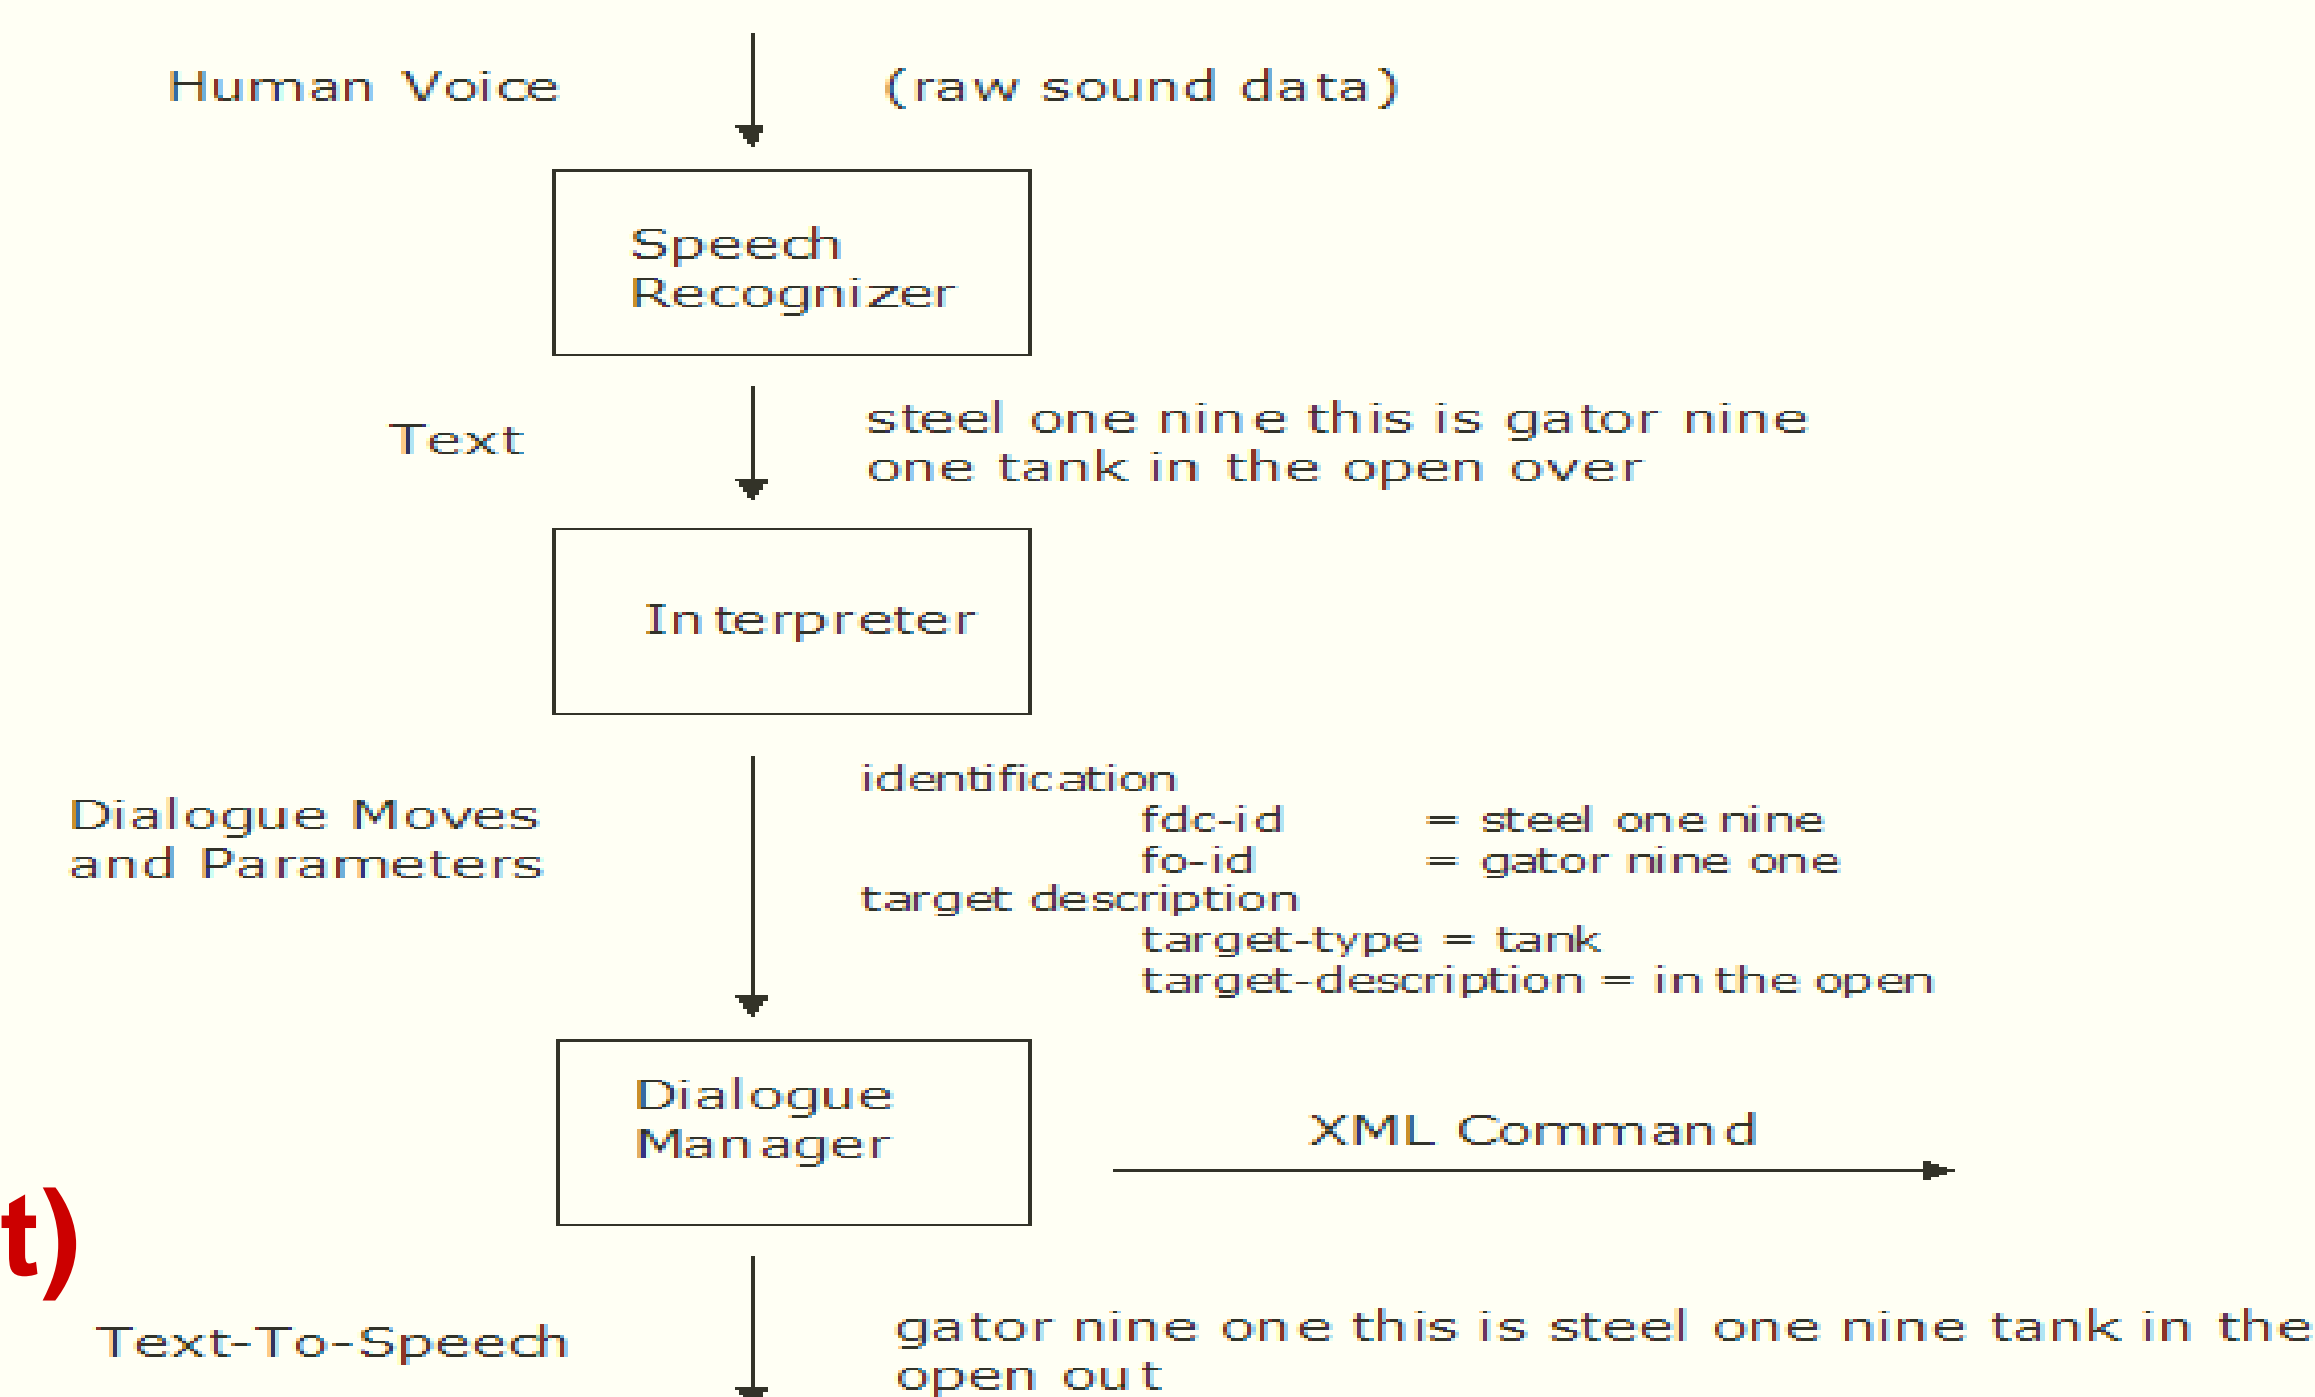 Human Voice
(raw sound data)
Speech
Recognizer
Text
steel one nine this is gator nine
one tank in the open over
Interpreter
Dialogue Moves
and Parameters
identification
fdc-id = steel one nine
fo-id = gator nine one
target description
target-type = tank
target-description = in the open
Dialogue
Manager
XML Command
t)
Text-To-Speech
gator nine one this is steel one nine tank in the
open out